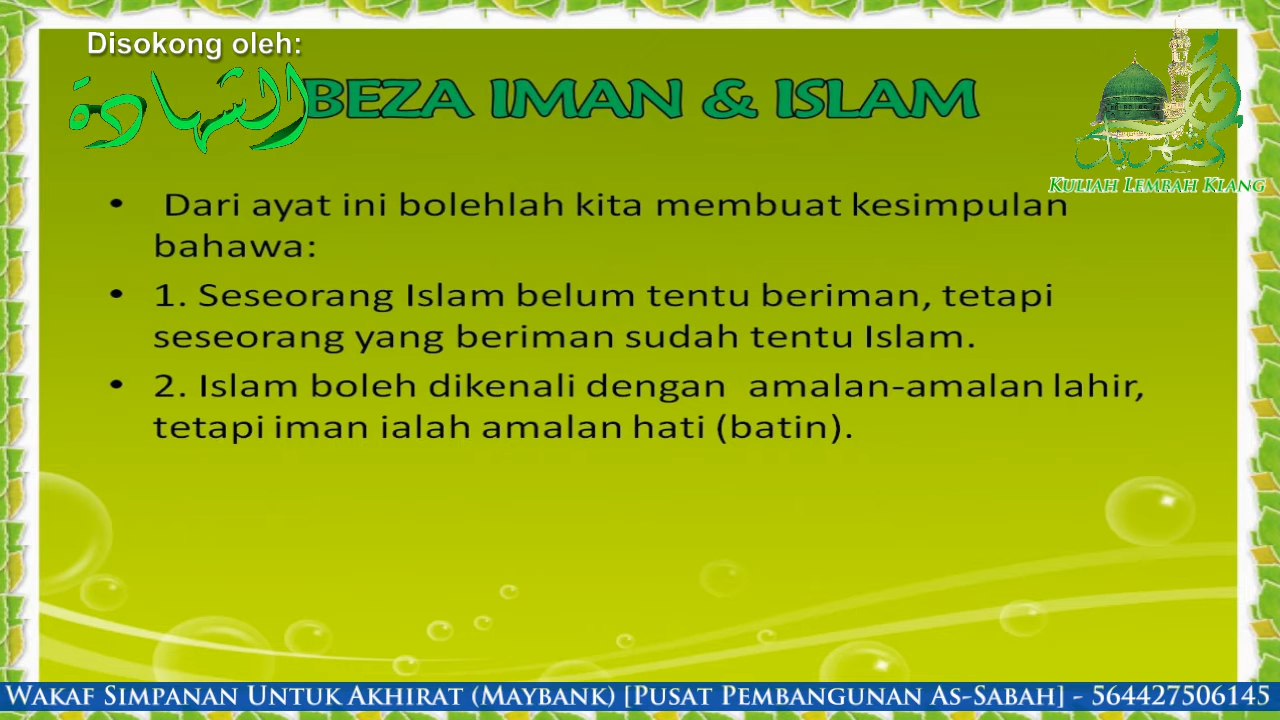 Disokong oleh:
الشهادة
BEZA IMAN & ISLAM
KULIAH LEMBAH KLANG
• Dari ayat ini bolehlah kita membuat kesimpulan
bahawa:
• 1. Seseorang Islam belum tentu beriman, tetapi
seseorang yang beriman sudah tentu Islam.
• 2. Islam boleh dikenali dengan  amalan-amalan lahir,
tetapi iman ialah amalan hati (batin).
WAKAF SIMPANAN UNTUK AKHIRAT (MAYBANK) [PUSAT PEMBANGUNAN AS-SABAH] - 564427506145